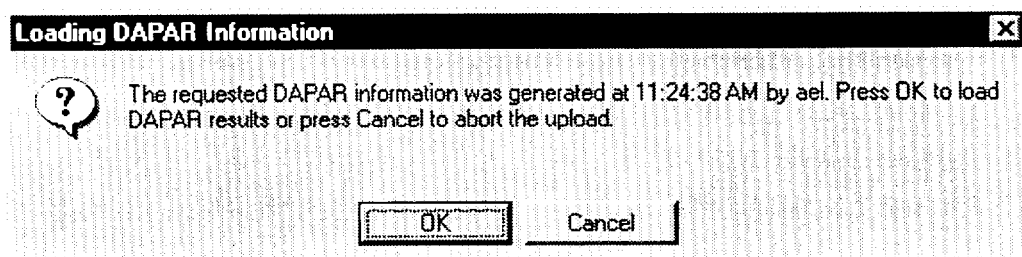 Loading DAPAR Information
The requested DAPAR information was generated at 11:24:38 AM by ael. Press OK to load
DAPAR results or press Cancel to abort the upload.
OK Cancel